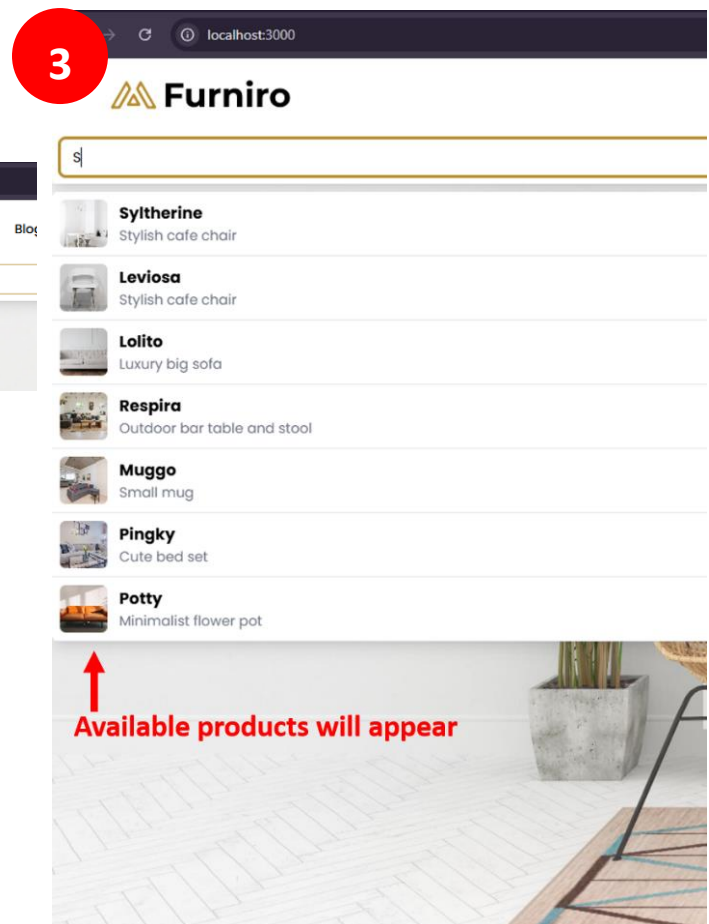 3
localhost:3000
Furniro
s
Syltherine
Stylish cafe chair
Leviosa
Stylish cafe chair
Lolito
Luxury big sofa
Respira
Outdoor bar table and stool
Muggo
Small mug
Pingky
Cute bed set
Potty
Minimalist flower pot
Available products will appear